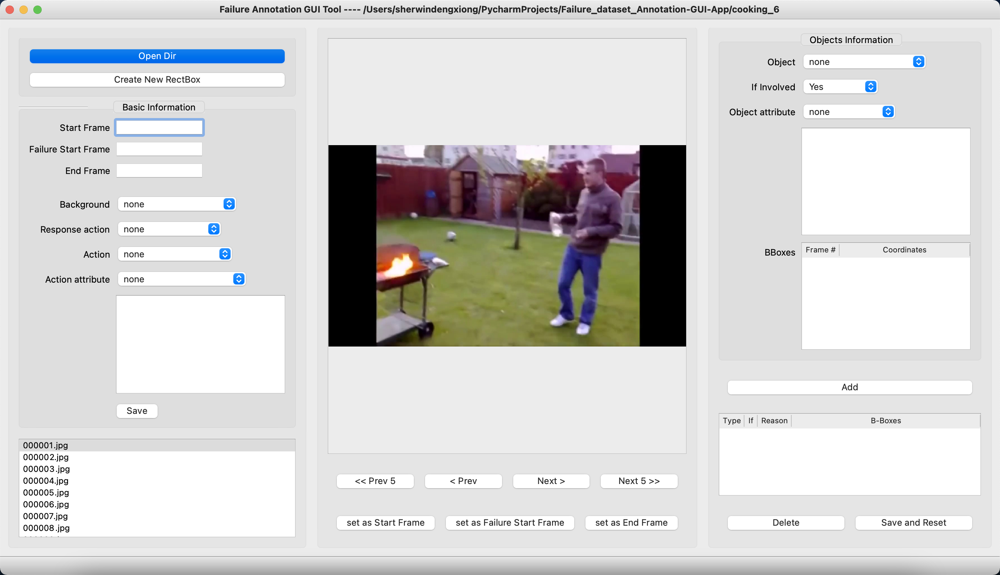 Failure Annotation GUI Tool ---- /Users/sherwindengxiong/PycharmProjects/Failure_dataset_Annotation-GUI-App/cooking_6
Open Dir
Create New RectBox
Basic Information
Start Frame
Failure Start Frame
End Frame
Background none
Response action none
Action none
Action attribute none
Save
000001.jpg
000002.jpg
000003.jpg
000004.jpg
000005.jpg
000006.jpg
000007.jpg
000008.jpg
<< Prev 5 < Prev Next > Next 5 >>
set as Start Frame set as Failure Start Frame set as End Frame
Objects Information
Object none
If Involved Yes
Object attribute none
BBoxes Frame # Coordinates
Add
Type If Reason B-Boxes
Delete Save and Reset